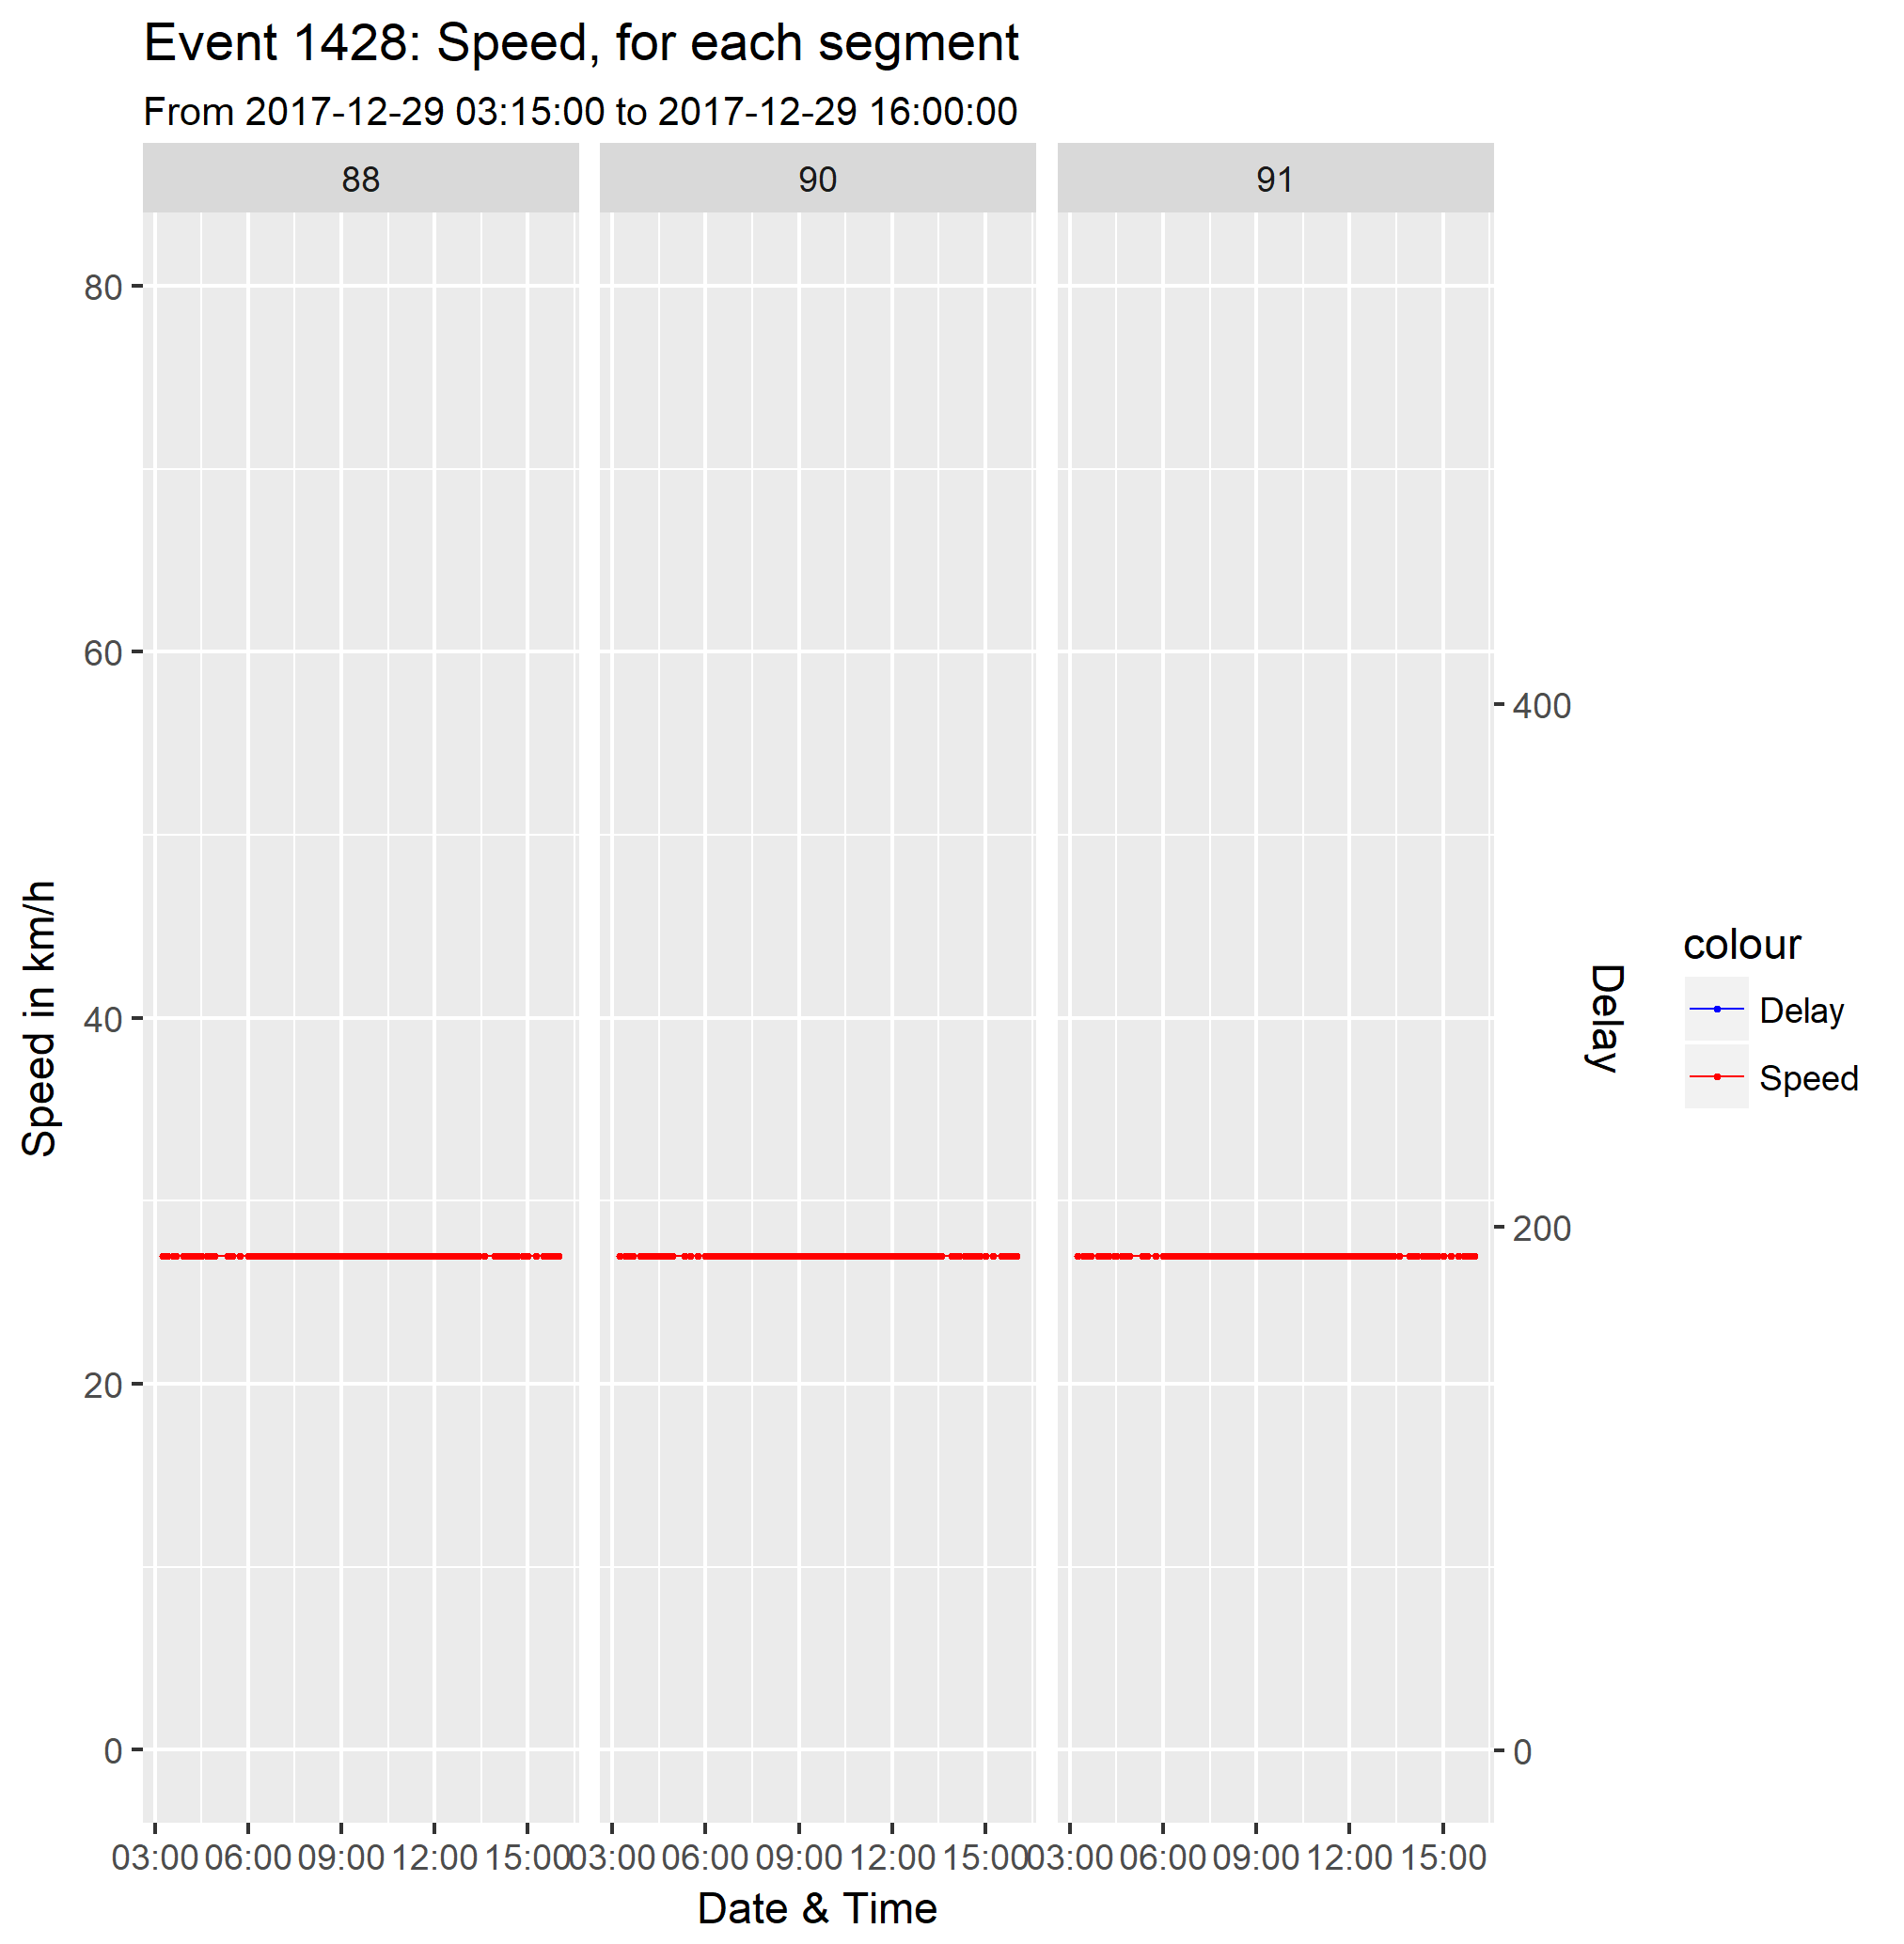 Event 1428: Speed, for each segment
From 2017-12-29 03:15:00 to 2017-12-29 16:00:00
88 90 91
80
60
40
20
0
Speed in km/h
400
200
0
Delay
colour
Delay
Speed
03:00 06:00 09:00 12:00 15:00 03:00 06:00 09:00 12:00 15:00 03:00 06:00 09:00 12:00 15:00
Date & Time